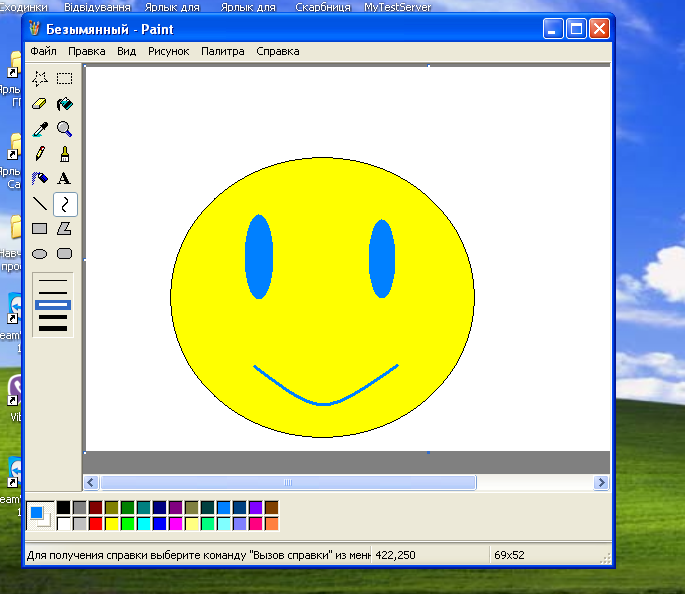 Сходинки Відвідування Ярлык для Ярлык для Скарбниця MyTestServer
Безымянный - Paint
Файл Правка Вид Рисунок Палитра Справка
A
Для получения справки выберите команду "Вызов справки" из мен
422,250
69x52